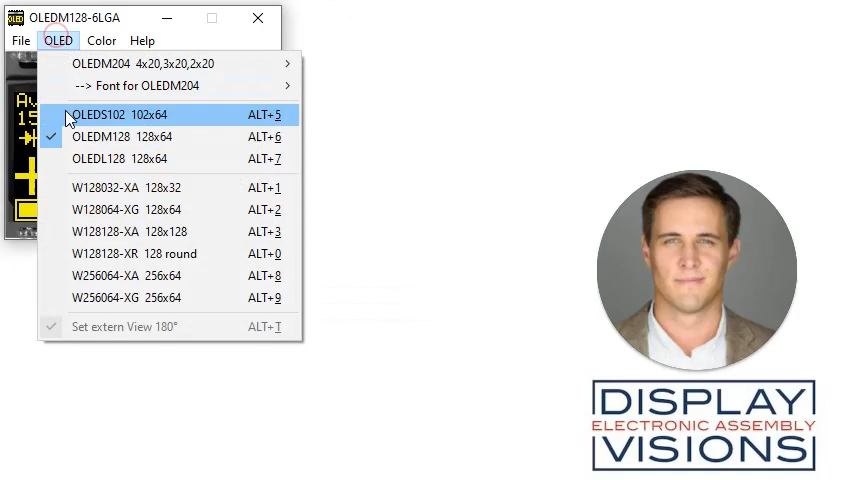 OLED OLEDM128-6LGA
File OLED Color Help
OLEDM204 4x20,3x20,2x20
--> Font for OLEDM204
OLEDS102 102x64 ALT+5
OLEDM128 128x64 ALT+6
OLEDL128 128x64 ALT+7
W128032-XA 128x32 ALT+1
W128064-XG 128x64 ALT+2
W128128-XA 128x128 ALT+3
W128128-XR 128 round ALT+0
W256064-XA 256x64 ALT+8
W256064-XG 256x64 ALT+9
Set extern View 180° ALT+T
Av
15
DISPLAY
ELECTRONIC ASSEMBLY
VISIONS